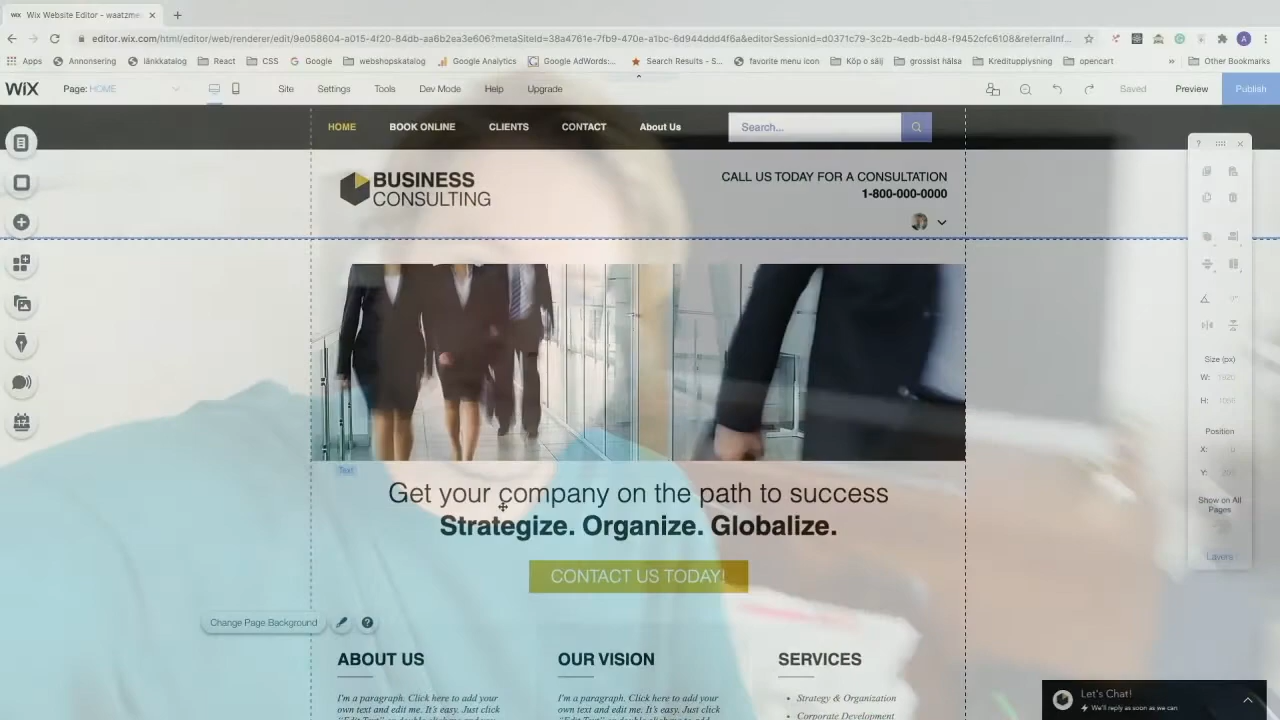 WiX Wix Website Editor - waatzme
editor.wix.com/html/editor/web/renderer/edit/9e058604-a015-4f20-84db-aa6b2ea3e606?metaSiteId=38a4761e-7fb9-470e-a1bc-6d944ddd4f6a&editorSessionId=d0371c79-3c2b-4edb-bd48-f9452cfc6108&referralInf...
Apps Annonsering länkkatalog React CSS Google webbshopskatalog Google Analytics Google AdWords:... Search Results - S... favorite menu icon Köp o sälj grossist hälsa Kreditupplysning opencart » Other Bookmarks
WiX Page: HOME Site Settings Tools Dev Mode Help Upgrade Saved Preview Publish
HOME BOOK ONLINE CLIENTS CONTACT About Us Search...
BUSINESS
CONSULTING
CALL US TODAY FOR A CONSULTATION
1-800-000-0000
Text
Get your company on the path to success
Strategize. Organize. Globalize.
CONTACT US TODAY!
Change Page Background
?
ABOUT US
I'm a paragraph. Click here to add your
own text and edit me. It's easy. Just click
OUR VISION
I'm a paragraph. Click here to add your
own text and edit me. It's easy. Just click
SERVICES
Strategy & Organization
Corporate Development
?
Size (px)
W: 1920
H:
Position
X: 0
Y:
Show on All
Pages
Layers
Let's Chat!
We'll reply as soon as we can